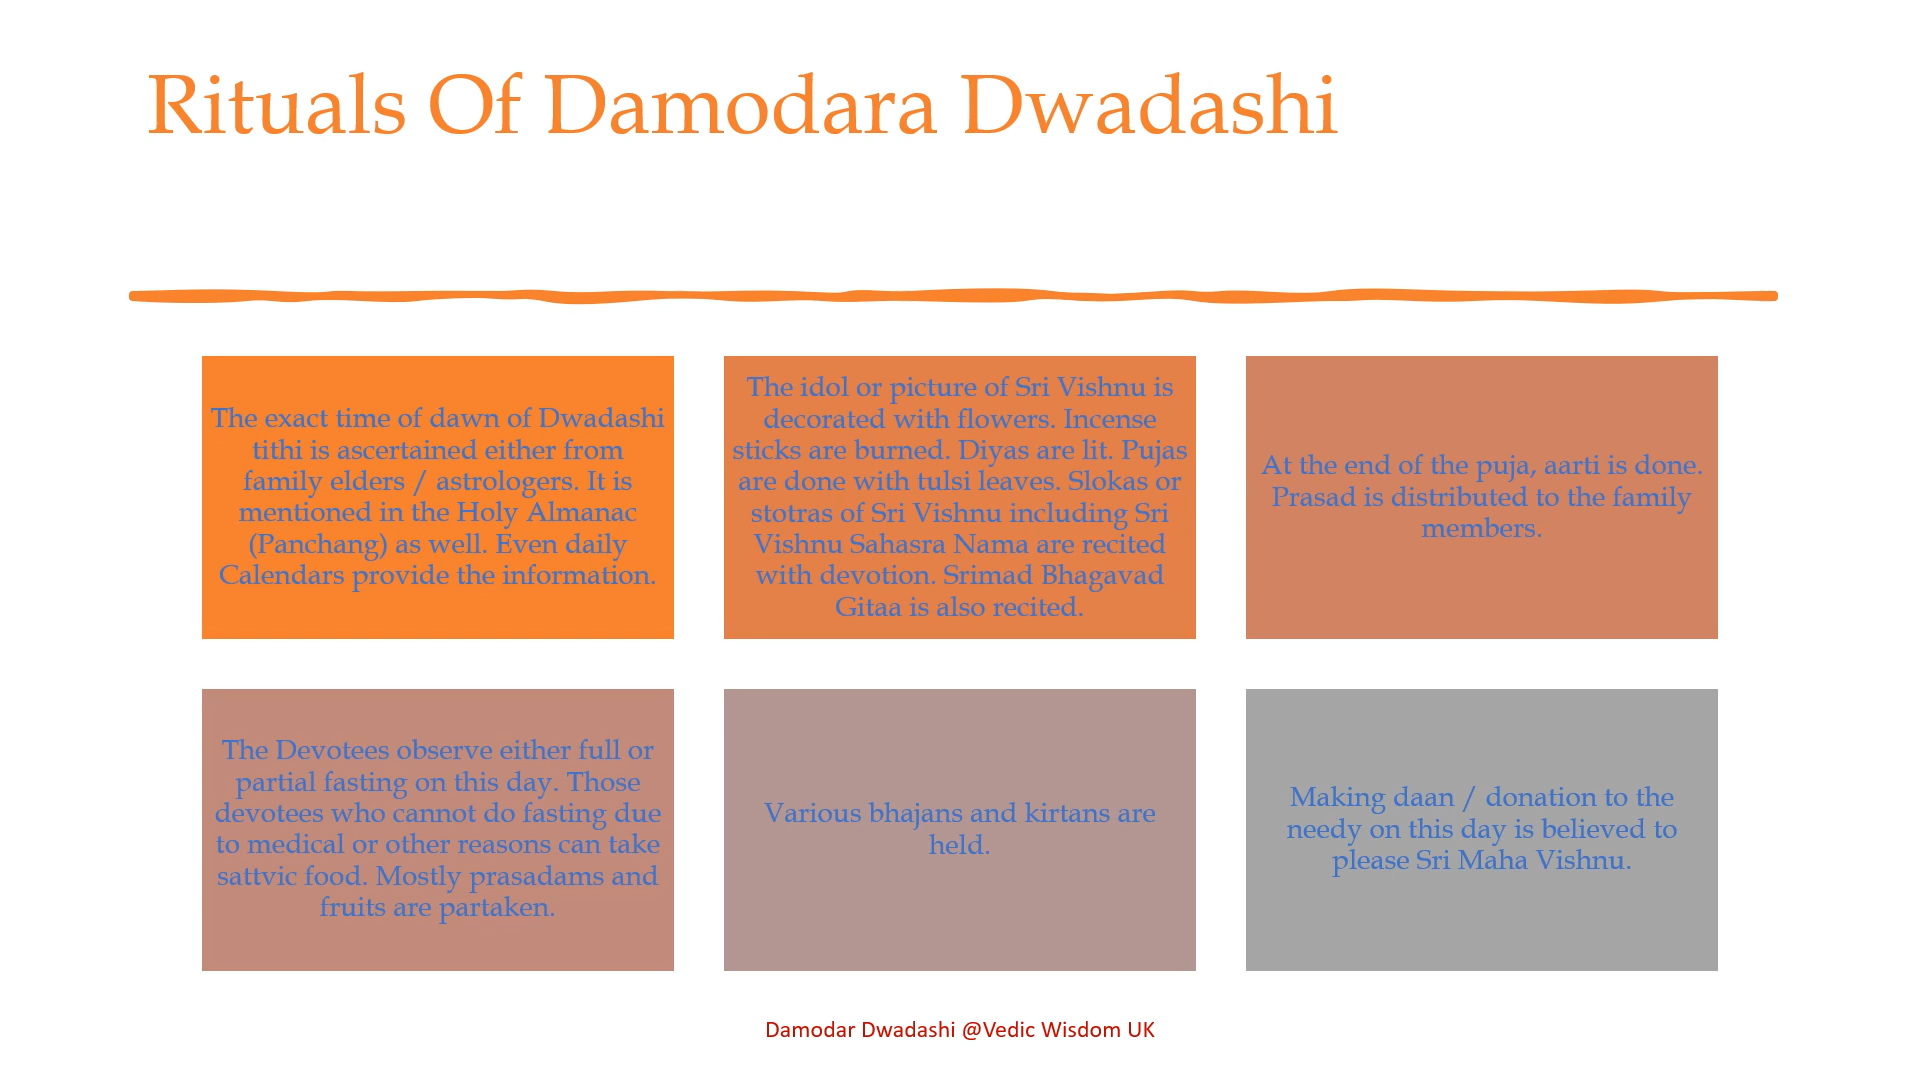 Rituals Of Damodara Dwadashi
The exact time of dawn of Dwadashi
tithi is ascertained either from
family elders / astrologers. It is
mentioned in the Holy Almanac
(Panchang) as well. Even daily
Calendars provide the information.
The idol or picture of Sri Vishnu is
decorated with flowers. Incense
sticks are burned. Diyas are lit. Pujas
are done with tulsi leaves. Slokas or
stotras of Sri Vishnu including Sri
Vishnu Sahasra Nama are recited
with devotion. Srimad Bhagavad
Gitaa is also recited.
At the end of the puja, aarti is done.
Prasad is distributed to the family
members.
The Devotees observe either full or
partial fasting on this day. Those
devotees who cannot do fasting due
to medical or other reasons can take
sattvic food. Mostly prasadams and
fruits are partaken.
Various bhajans and kirtans are
held.
Making daan / donation to the
needy on this day is believed to
please Sri Maha Vishnu.
Damodar Dwadashi @Vedic Wisdom UK